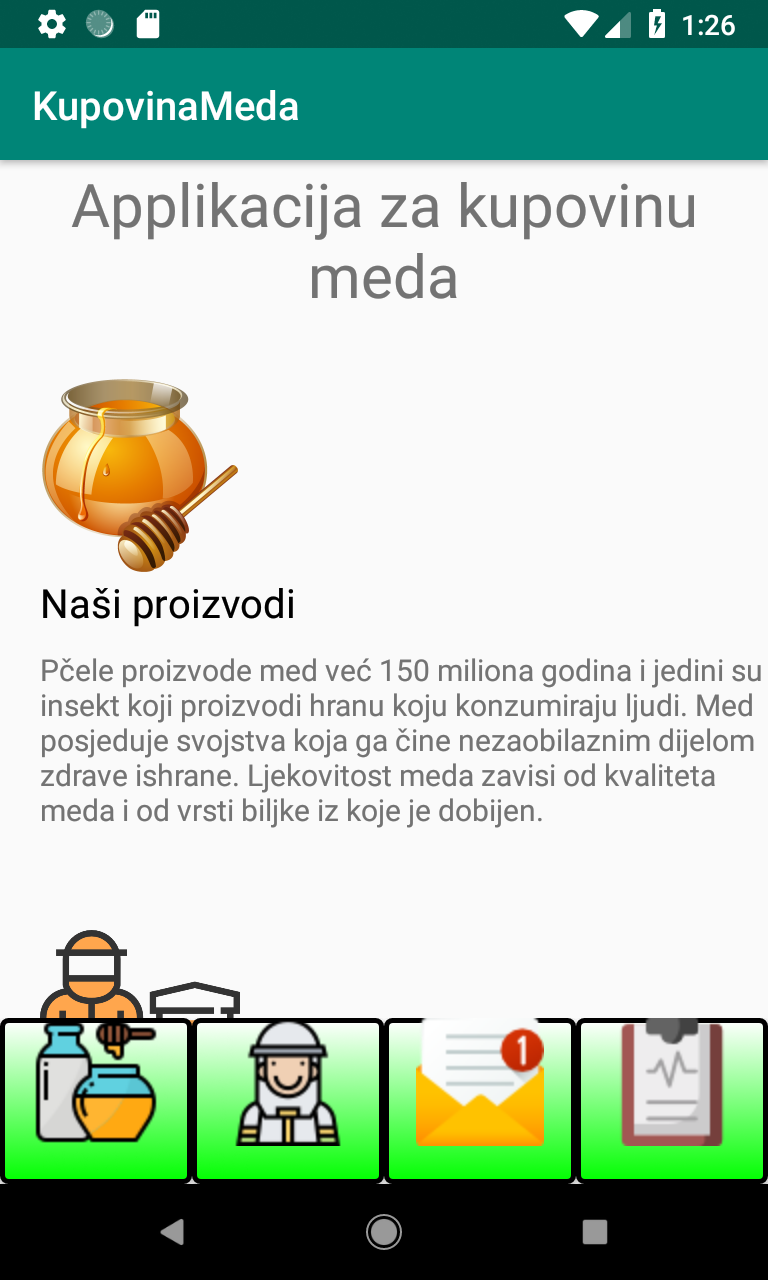 1:26
KupovinaMeda
Applikacija za kupovinu
meda
Naši proizvodi
Pčele proizvode med već 150 miliona godina i jedini su
insekt koji proizvodi hranu koju konzumiraju ljudi. Med
posjeduje svojstva koja ga čine nezaobilaznim dijelom
zdrave ishrane. Ljekovitost meda zavisi od kvaliteta
meda i od vrsti biljke iz koje je dobijen.
1